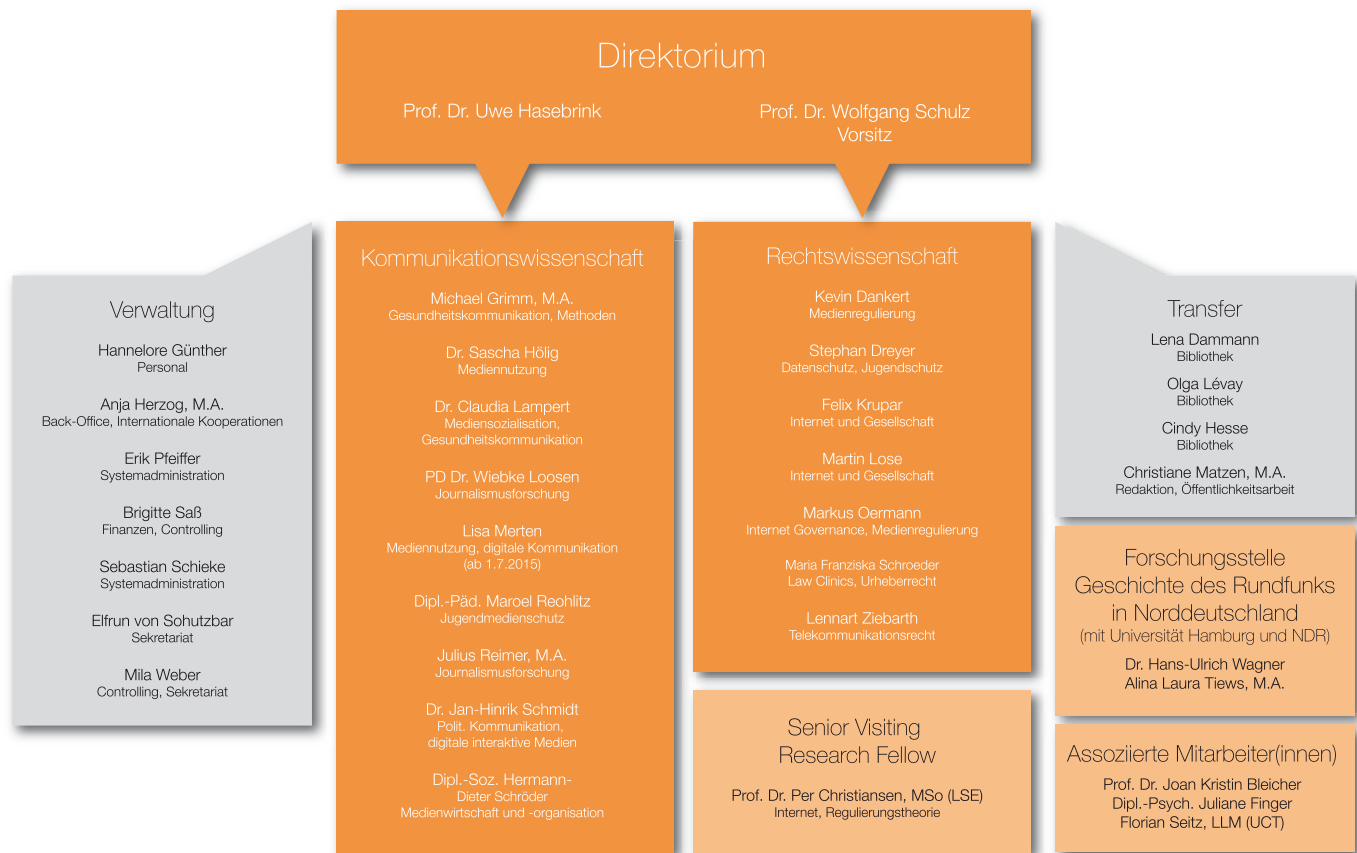 Direktorium
Prof. Dr. Uwe Hasebrink
Prof. Dr. Wolfgang Schulz
Vorsitz
Verwaltung
Hannelore Günther
Personal
Anja Herzog, M.A.
Back-Office, Internationale Kooperationen
Erik Pfeiffer
Systemadministration
Brigitte Saß
Finanzen, Controlling
Sebastian Schieke
Systemadministration
Elfrun von Sohutzbar
Sekretariat
Mila Weber
Controlling, Sekretariat
Kommunikationswissenschaft
Michael Grimm, M.A.
Gesundheitskommunikation, Methoden
Dr. Sascha Hölig
Mediennutzung
Dr. Claudia Lampert
Mediensozialisation,
Gesundheitskommunikation
PD Dr. Wiebke Loosen
Journalismusforschung
Lisa Merten
Mediennutzung, digitale Kommunikation
(ab 1.7.2015)
Dipl.-Päd. Maroel Reohlitz
Jugendmedienschutz
Julius Reimer, M.A.
Journalismusforschung
Dr. Jan-Hinrik Schmidt
Polit. Kommunikation,
digitale interaktive Medien
Dipl.-Soz. Hermann-
Dieter Schröder
Medienwirtschaft und -organisation
Rechtswissenschaft
Kevin Dankert
Medienregulierung
Stephan Dreyer
Datenschutz, Jugendschutz
Felix Krupar
Internet und Gesellschaft
Martin Lose
Internet und Gesellschaft
Markus Oermann
Internet Governance, Medienregulierung
Maria Franziska Schroeder
Law Clinics, Urheberrecht
Lennart Ziebarth
Telekommunikationsrecht
Senior Visiting
Research Fellow
Prof. Dr. Per Christiansen, MSo (LSE)
Internet, Regulierungstheorie
Transfer
Lena Dammann
Bibliothek
Olga Lévay
Bibliothek
Cindy Hesse
Bibliothek
Christiane Matzen, M.A.
Redaktion, Öffentlichkeitsarbeit
Forschungsstelle
Geschichte des Rundfunks
in Norddeutschland
(mit Universität Hamburg und NDR)
Dr. Hans-Ulrich Wagner
Alina Laura Tiews, M.A.
Assoziierte Mitarbeiter(innen)
Prof. Dr. Joan Kristin Bleicher
Dipl.-Psych. Juliane Finger
Florian Seitz, LLM (UCT)